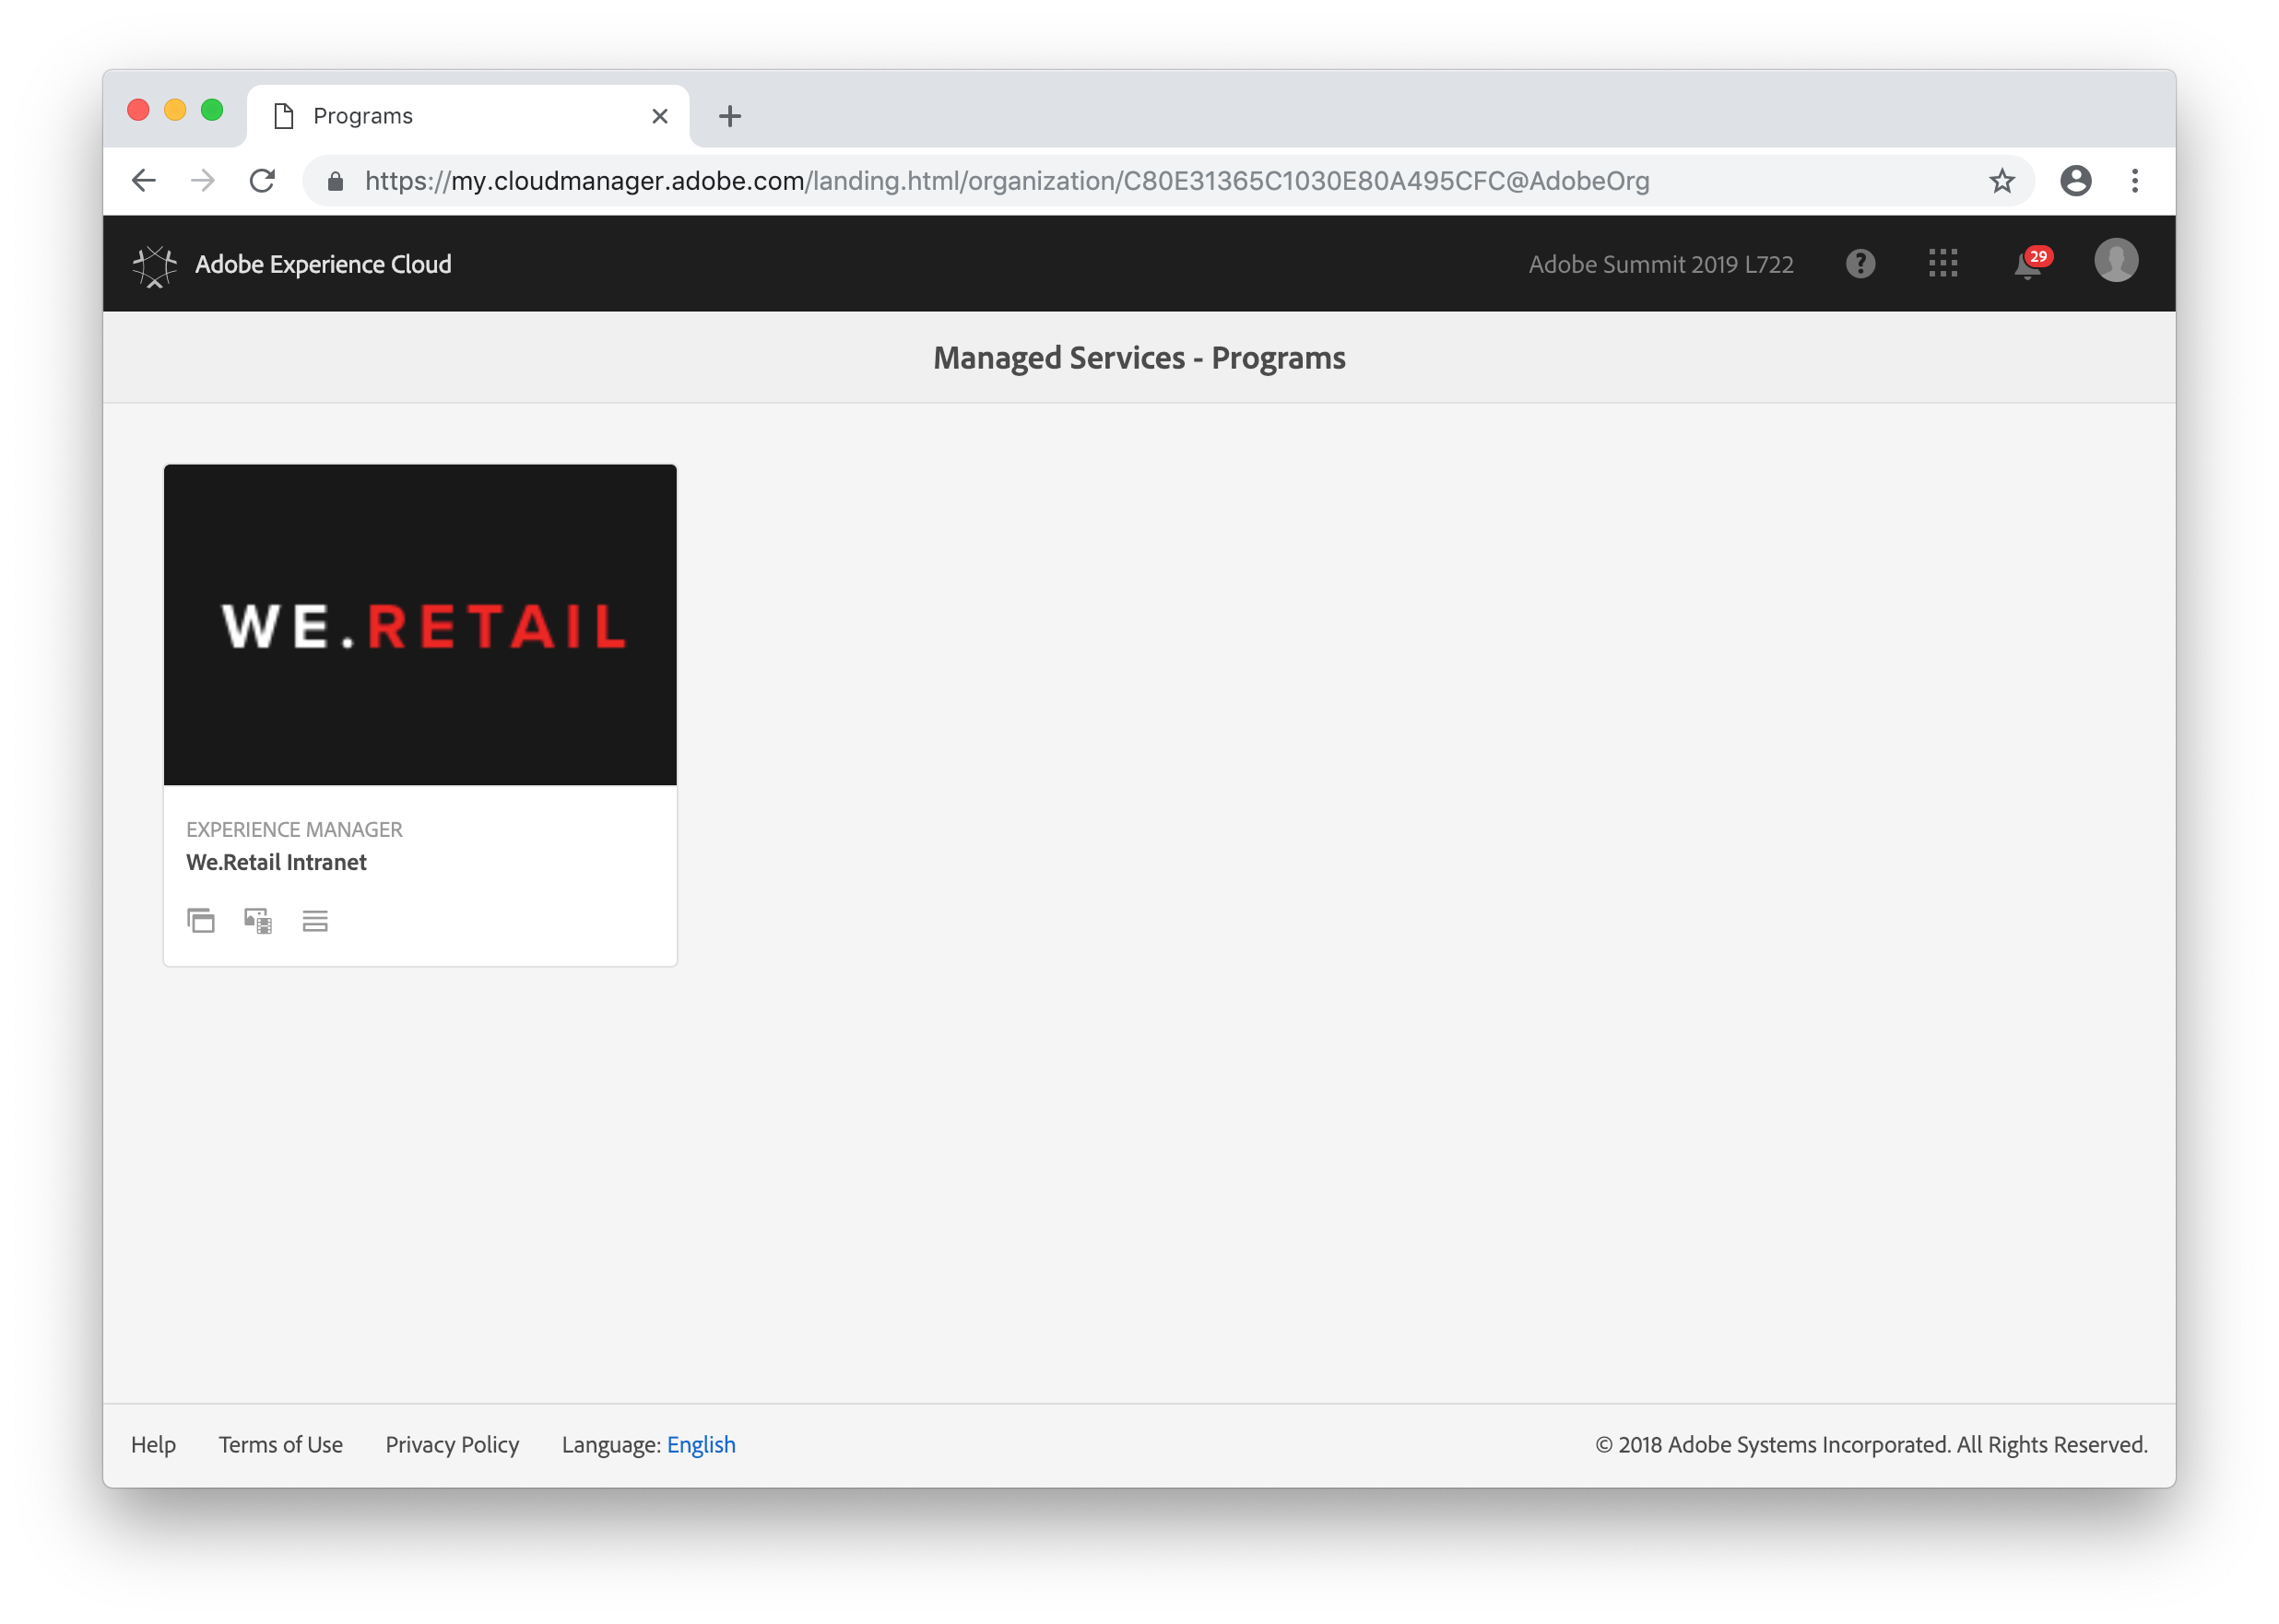 Programs
https://my.cloudmanager.adobe.com/landing.html/organization/C80E31365C1030E80A495CFC@AdobeOrg
Adobe Experience Cloud
Adobe Summit 2019 L722
29
Managed Services - Programs
WE.RETAIL
EXPERIENCE MANAGER
We.Retail Intranet
Help
Terms of Use
Privacy Policy
Language: English
© 2018 Adobe Systems Incorporated. All Rights Reserved.